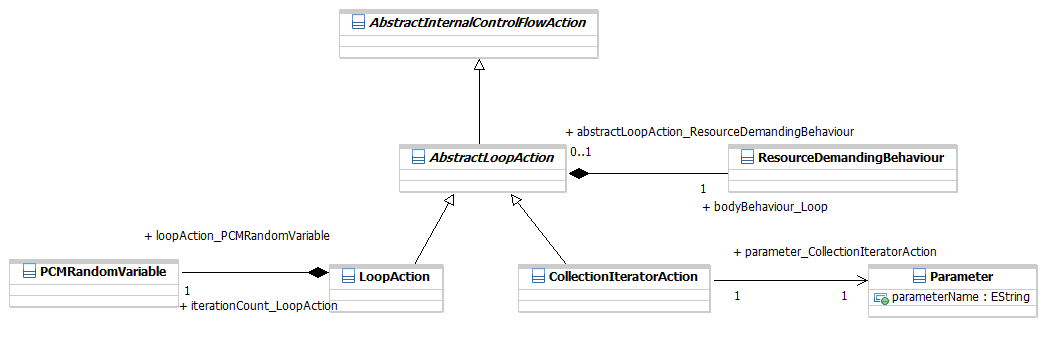 AbstractInternalControlFlowAction
+ abstractLoopAction_ResourceDemandingBehaviour
AbstractLoopAction
0..1
ResourceDemandingBehaviour
1
+ bodyBehaviour_Loop
+ loopAction_PCMRandomVariable
+ parameter_CollectionIteratorAction
PCMRandomVariable
LoopAction
CollectionIteratorAction
Parameter
1
1
1
parameterName : EString
+ iterationCount_LoopAction